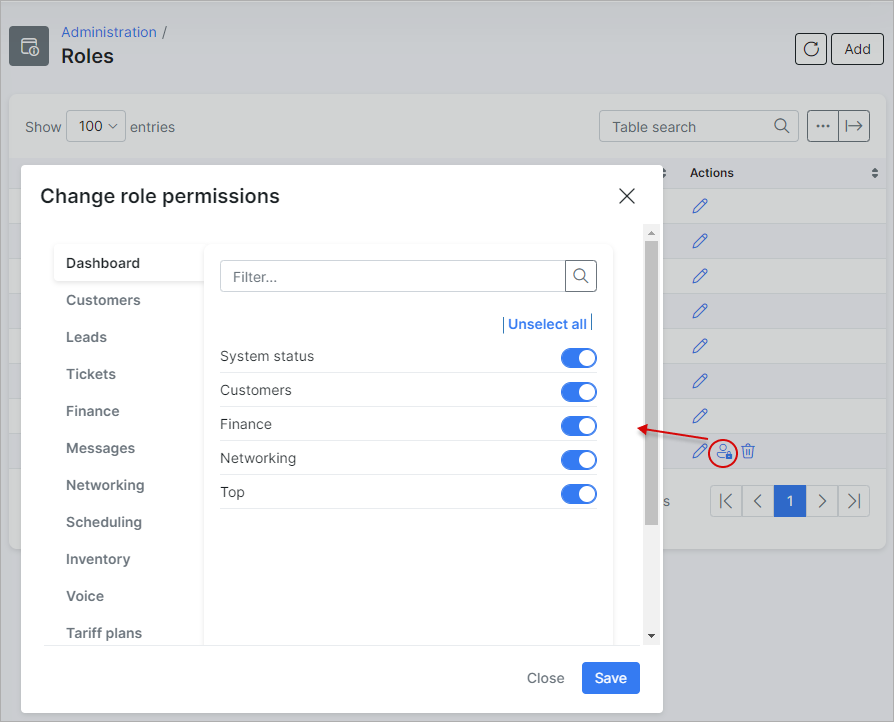 Administration /
Roles
Add
Show 100 entries
Table search
Actions
Change role permissions
Dashboard
Customers
Leads
Tickets
Finance
Messages
Networking
Scheduling
Inventory
Voice
Tariff plans
Filter...
Unselect all
System status
Customers
Finance
Networking
Top
s
1
Close
Save